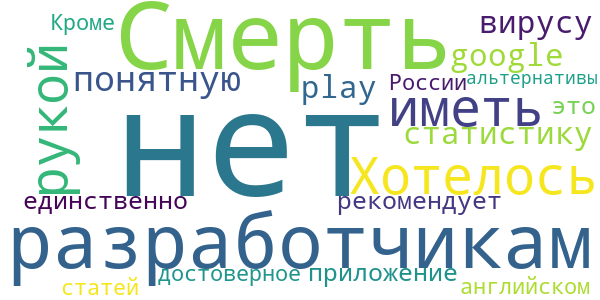 Кроме
Смерть
вирусу
google
рукой
понятную
play
России
альтернативы
иметь
это
нет
статистику
Хотелось
единственно
рекомендует
разработчикам
достоверное
приложение
статей
английском